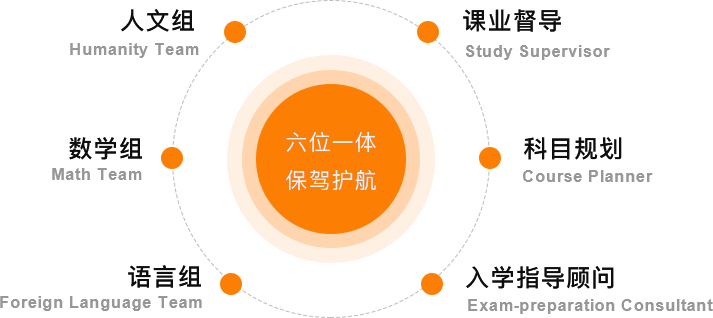 人文组
Humanity Team
课业督导
Study Supervisor
数学组
Math Team
六位一体
保驾护航
科目规划
Course Planner
语言组
Foreign Language Team
入学指导顾问
Exam-preparation Consultant